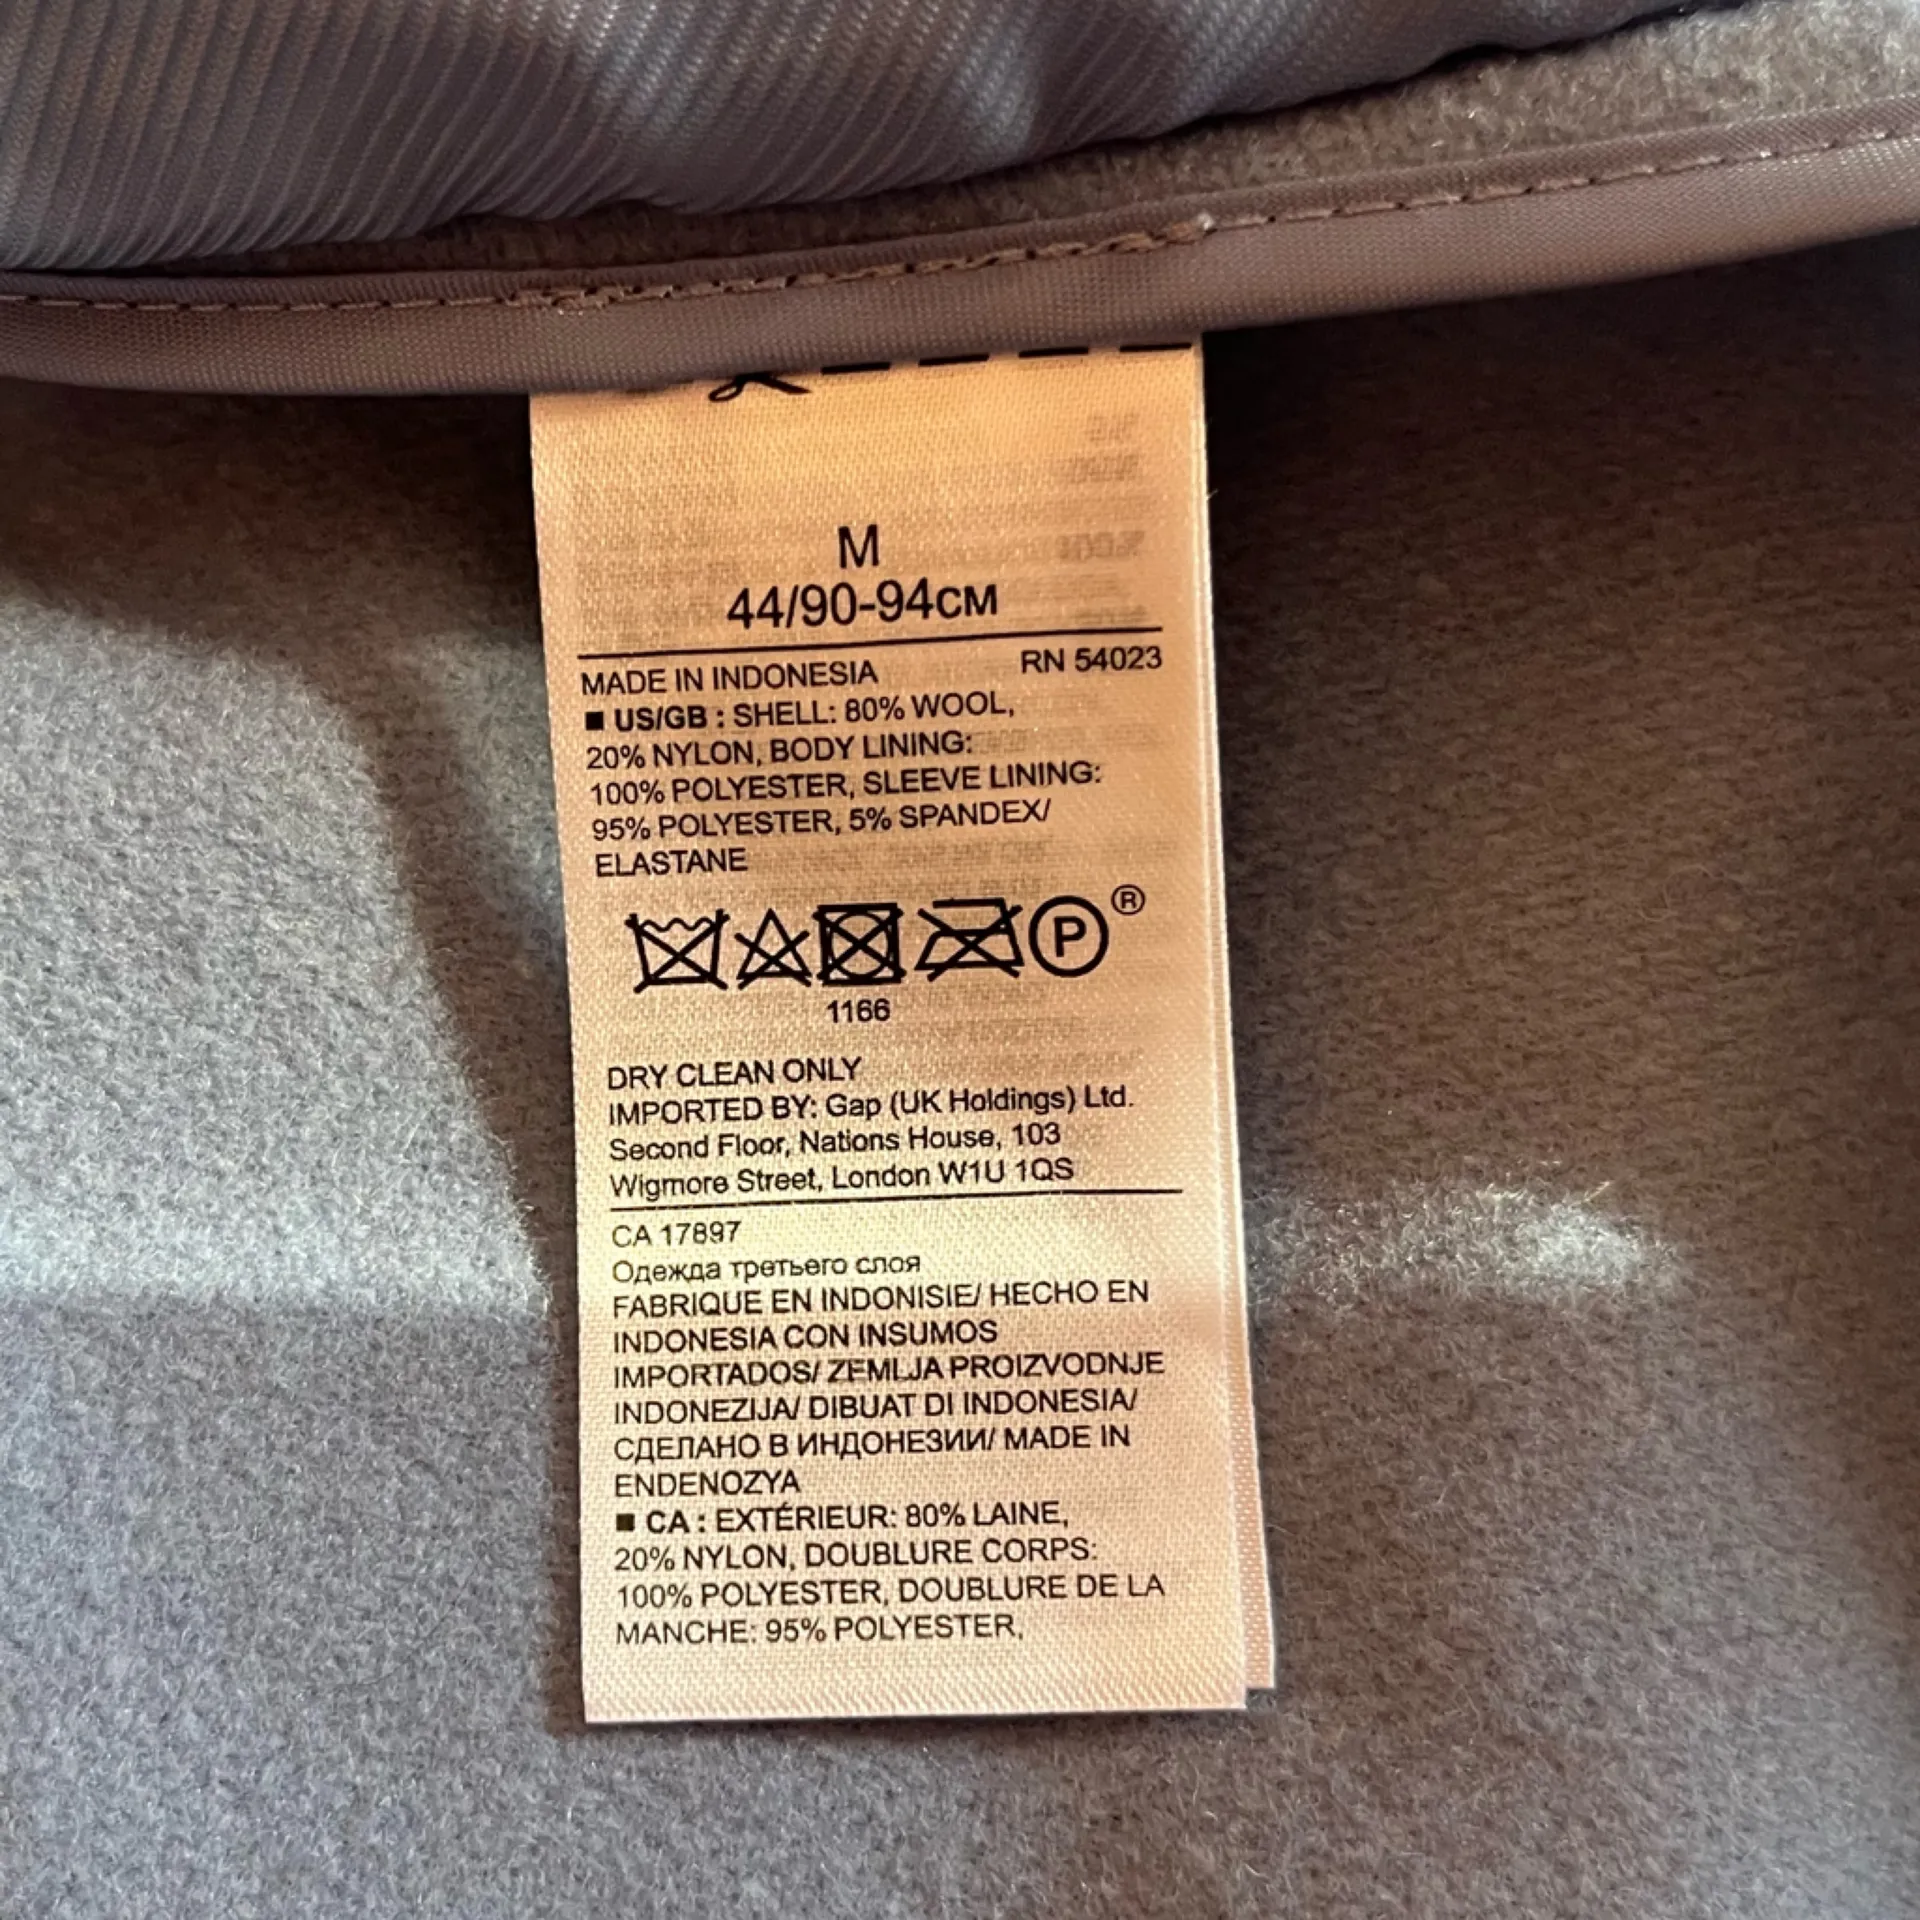 M
44/90-94см
MADE IN INDONESIA RN 54023
■ US/GB : SHELL: 80% WOOL,
20% NYLON, BODY LINING:
100% POLYESTER, SLEEVE LINING:
95% POLYESTER, 5% SPANDEX/
ELASTANE
P ®
1166
DRY CLEAN ONLY
IMPORTED BY: Gap (UK Holdings) Ltd.
Second Floor, Nations House, 103
Wigmore Street, London W1U 1QS
CA 17897
Одежда третьего слоя
FABRIQUE EN INDONISIE/ HECHO EN
INDONESIA CON INSUMOS
IMPORTADOS/ ZEMLJA PROIZVODNJE
INDONEZIJA/ DIBUAT DI INDONESIA/
СДЕЛАНО В ИНДОНЕЗИИ/ MADE IN
ENDENOZYA
■ CA : EXTÉRIEUR: 80% LAINE,
20% NYLON, DOUBLURE CORPS:
100% POLYESTER, DOUBLURE DE LA
MANCHE: 95% POLYESTER,